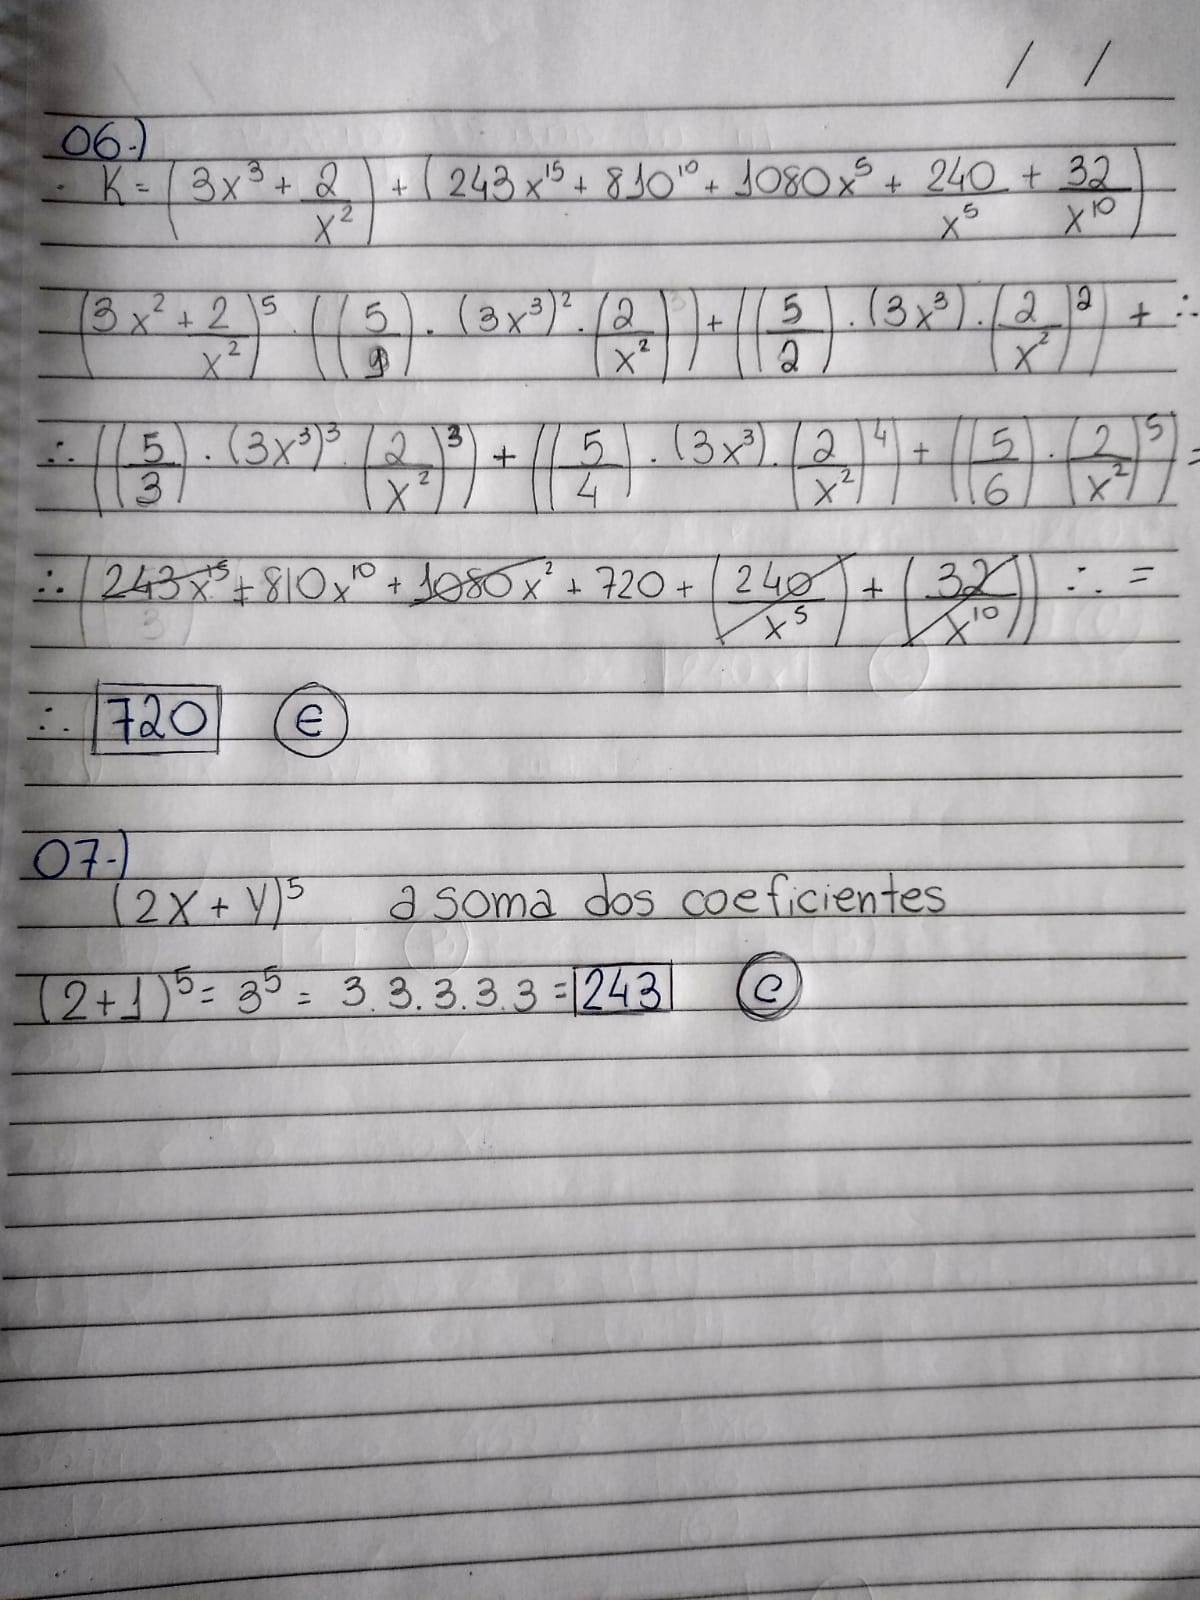 / /
06-)
K = (3x³ + 2/x²) + (243x¹⁵ + 810¹⁰ + 1080x⁵ + 240/x⁵ + 32/x¹⁰)
(3x² + 2/x²)⁵ · ((5/1) · (3x³)² · (2/x²)) + ((5/2) · (3x³) · (2/x²)²) + ∴
∴ ((5/3) · (3x³)³ · (2/x²)³) + ((5/4) · (3x³) · (2/x²)⁴) + ((5/6) · (2/x²)⁵) =
∴ (243x¹⁵ + 810x¹⁰ + 1080x² + 720 + (240/x⁵) + (32/x¹⁰)) ∴ =
∴ 720 e
07-)
(2x + y)⁵ a soma dos coeficientes
(2+1)⁵ = 3⁵ = 3.3.3.3.3 = 243 c